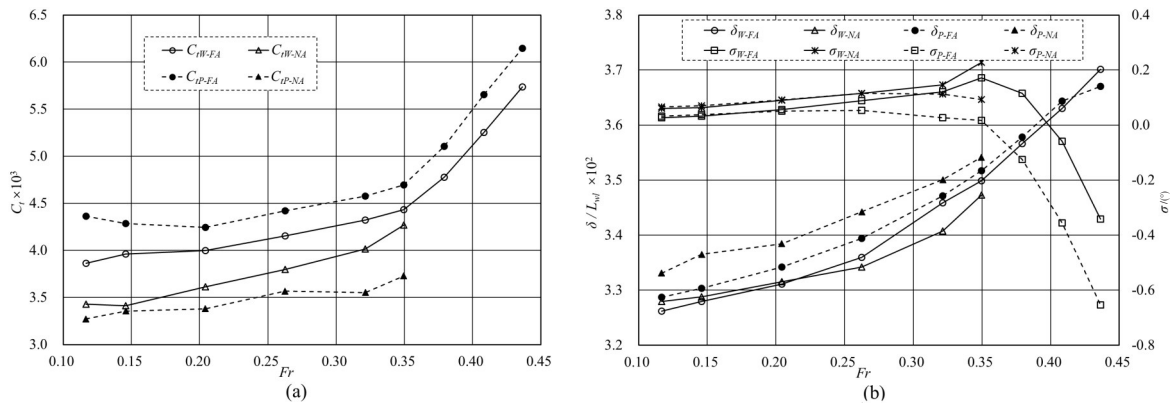 C_t ×10³
6.5
6.0
5.5
5.0
4.5
4.0
3.5
3.0
C_tW-FA C_tW-NA
C_tP-FA C_tP-NA
0.10 0.15 0.20 0.25 0.30 0.35 0.40 0.45
Fr
(a)
δ / L_wl ×10²
3.8
3.7
3.6
3.5
3.4
3.3
3.2
δ_W-FA δ_W-NA δ_P-FA δ_P-NA
σ_W-FA σ_W-NA σ_P-FA σ_P-NA
0.4
0.2
0.0
-0.2
-0.4
-0.6
-0.8
σ/(°)
0.10 0.15 0.20 0.25 0.30 0.35 0.40 0.45
Fr
(b)